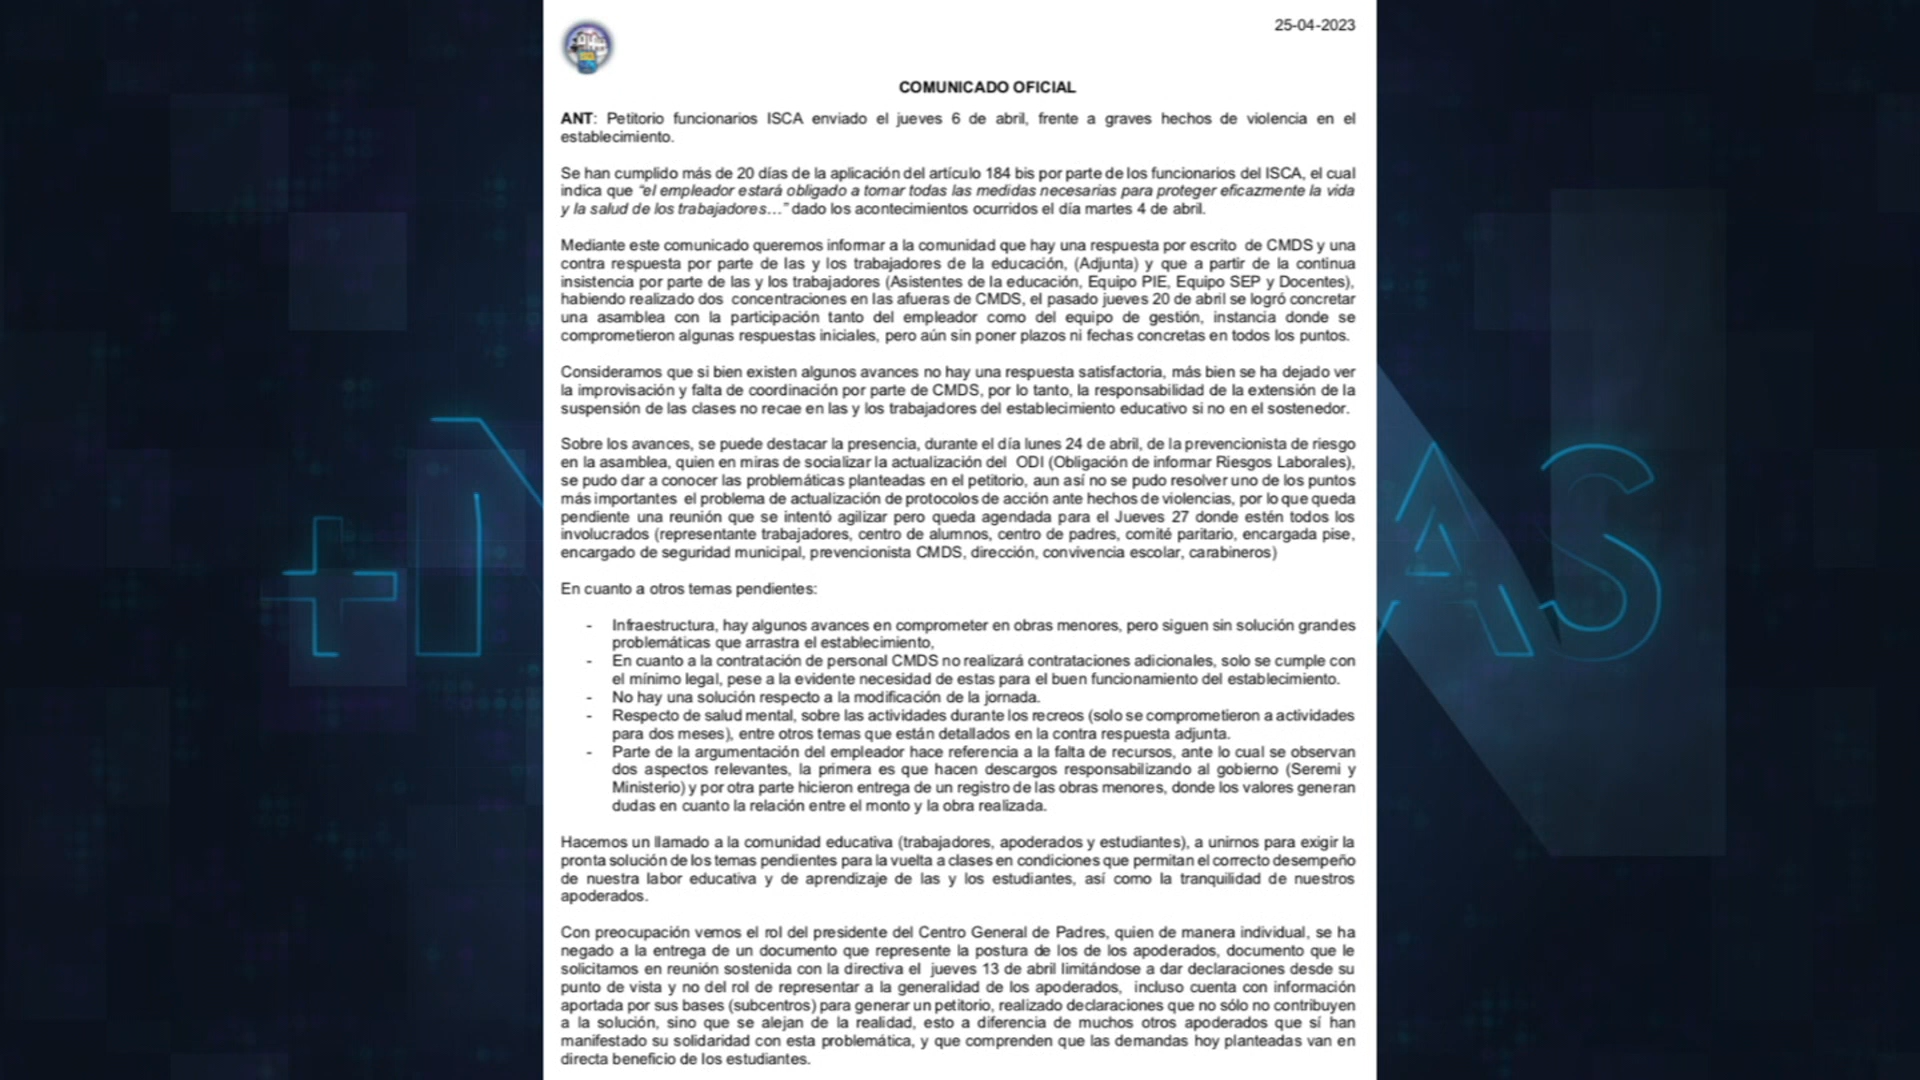 25-04-2023
COMUNICADO OFICIAL
ANT: Petitorio funcionarios ISCA enviado el jueves 6 de abril, frente a graves hechos de violencia en el
establecimiento.
Se han cumplido más de 20 días de la aplicación del artículo 184 bis por parte de los funcionarios del ISCA, el cual
indica que "el empleador estará obligado a tomar todas las medidas necesarias para proteger eficazmente la vida
y la salud de los trabajadores…" dado los acontecimientos ocurridos el día martes 4 de abril.
Mediante este comunicado queremos informar a la comunidad que hay una respuesta por escrito de CMDS y una
contra respuesta por parte de las y los trabajadores de la educación, (Adjunta) y que a partir de la continua
insistencia por parte de las y los trabajadores (Asistentes de la educación, Equipo PIE, Equipo SEP y Docentes),
habiendo realizado dos concentraciones en las afueras de CMDS, el pasado jueves 20 de abril se logró concretar
una asamblea con la participación tanto del empleador como del equipo de gestión, instancia donde se
comprometieron algunas respuestas iniciales, pero aún sin poner plazos ni fechas concretas en todos los puntos.
Consideramos que si bien existen algunos avances no hay una respuesta satisfactoria, más bien se ha dejado ver
la improvisación y falta de coordinación por parte de CMDS, por lo tanto, la responsabilidad de la extensión de la
suspensión de las clases no recae en las y los trabajadores del establecimiento educativo si no en el sostenedor.
Sobre los avances, se puede destacar la presencia, durante el día lunes 24 de abril, de la prevencionista de riesgo
en la asamblea, quien en miras de socializar la actualización del ODI (Obligación de informar Riesgos Laborales),
se pudo dar a conocer las problemáticas planteadas en el petitorio, aun así no se pudo resolver uno de los puntos
más importantes el problema de actualización de protocolos de acción ante hechos de violencias, por lo que queda
pendiente una reunión que se intentó agilizar pero queda agendada para el Jueves 27 donde estén todos los
involucrados (representante trabajadores, centro de alumnos, centro de padres, comité paritario, encargada pise,
encargado de seguridad municipal, prevencionista CMDS, dirección, convivencia escolar, carabineros)
En cuanto a otros temas pendientes:
- Infraestructura, hay algunos avances en comprometer en obras menores, pero siguen sin solución grandes
problemáticas que arrastra el establecimiento,
- En cuanto a la contratación de personal CMDS no realizará contrataciones adicionales, solo se cumple con
el mínimo legal, pese a la evidente necesidad de estas para el buen funcionamiento del establecimiento.
- No hay una solución respecto a la modificación de la jornada.
- Respecto de salud mental, sobre las actividades durante los recreos (solo se comprometieron a actividades
para dos meses), entre otros temas que están detallados en la contra respuesta adjunta.
- Parte de la argumentación del empleador hace referencia a la falta de recursos, ante lo cual se observan
dos aspectos relevantes, la primera es que hacen descargos responsabilizando al gobierno (Seremi y
Ministerio) y por otra parte hicieron entrega de un registro de las obras menores, donde los valores generan
dudas en cuanto la relación entre el monto y la obra realizada.
Hacemos un llamado a la comunidad educativa (trabajadores, apoderados y estudiantes), a unirnos para exigir la
pronta solución de los temas pendientes para la vuelta a clases en condiciones que permitan el correcto desempeño
de nuestra labor educativa y de aprendizaje de las y los estudiantes, así como la tranquilidad de nuestros
apoderados.
Con preocupación vemos el rol del presidente del Centro General de Padres, quien de manera individual, se ha
negado a la entrega de un documento que represente la postura de los de los apoderados, documento que le
solicitamos en reunión sostenida con la directiva el jueves 13 de abril limitándose a dar declaraciones desde su
punto de vista y no del rol de representar a la generalidad de los apoderados, incluso cuenta con información
aportada por sus bases (subcentros) para generar un petitorio, realizado declaraciones que no sólo no contribuyen
a la solución, sino que se alejan de la realidad, esto a diferencia de muchos otros apoderados que sí han
manifestado su solidaridad con esta problemática, y que comprenden que las demandas hoy planteadas van en
directa beneficio de los estudiantes.